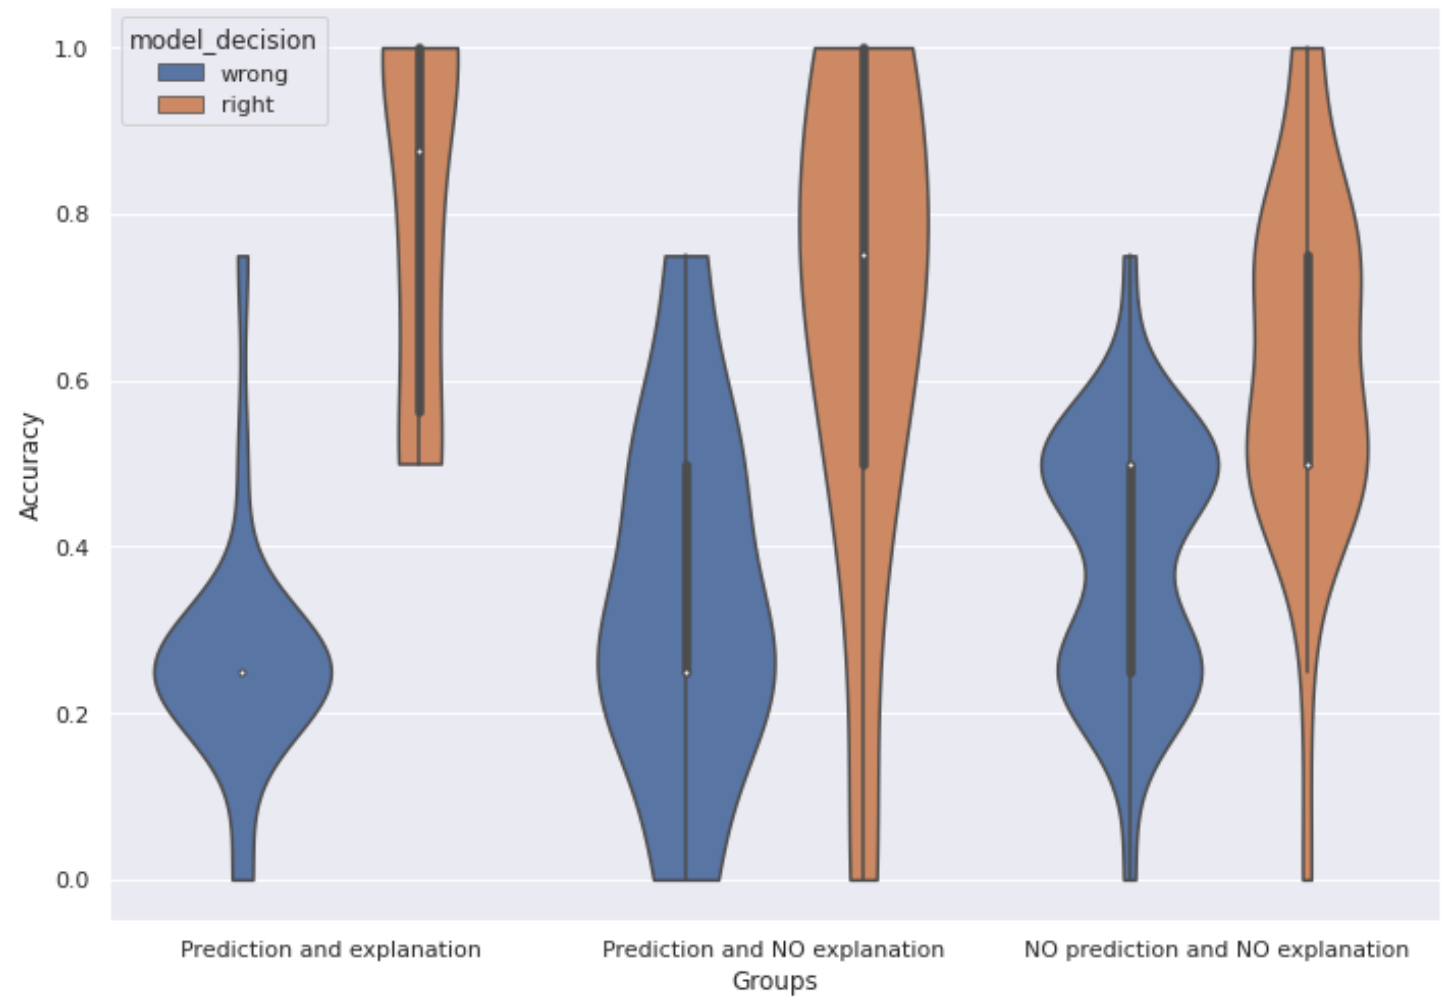 model_decision
wrong
right
1.0
0.8
0.6
0.4
0.2
0.0
Accuracy
Prediction and explanation
Prediction and NO explanation
NO prediction and NO explanation
Groups